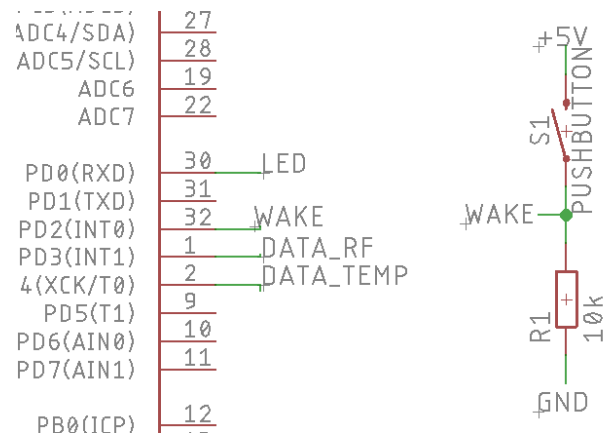 ADC4/SDA) 27
ADC5/SCL) 28
ADC6 19
ADC7 22
PD0(RXD) 30 LED
PD1(TXD) 31
PD2(INT0) 32 WAKE
PD3(INT1) 1 DATA_RF
4(XCK/T0) 2 DATA_TEMP
PD5(T1) 9
PD6(AIN0) 10
PD7(AIN1) 11
PB0(ICP) 12
+5V
S1
PUSHBUTTON
WAKE
R1
10k
GND